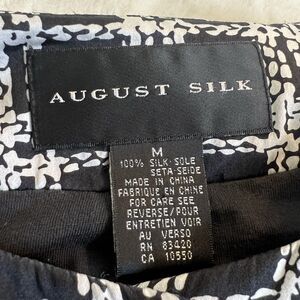 AUGUST SILK
M
100% SILK·SOIE
SETA·SEIDE
MADE IN CHINA
FABRIQUE EN CHINE
FOR CARE SEE
REVERSE/POUR
ENTRETIEN VOIR
AU VERSO
RN 83420
CA 10550